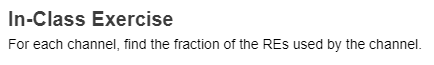 In-Class Exercise
For each channel, find the fraction of the REs used by the channel.